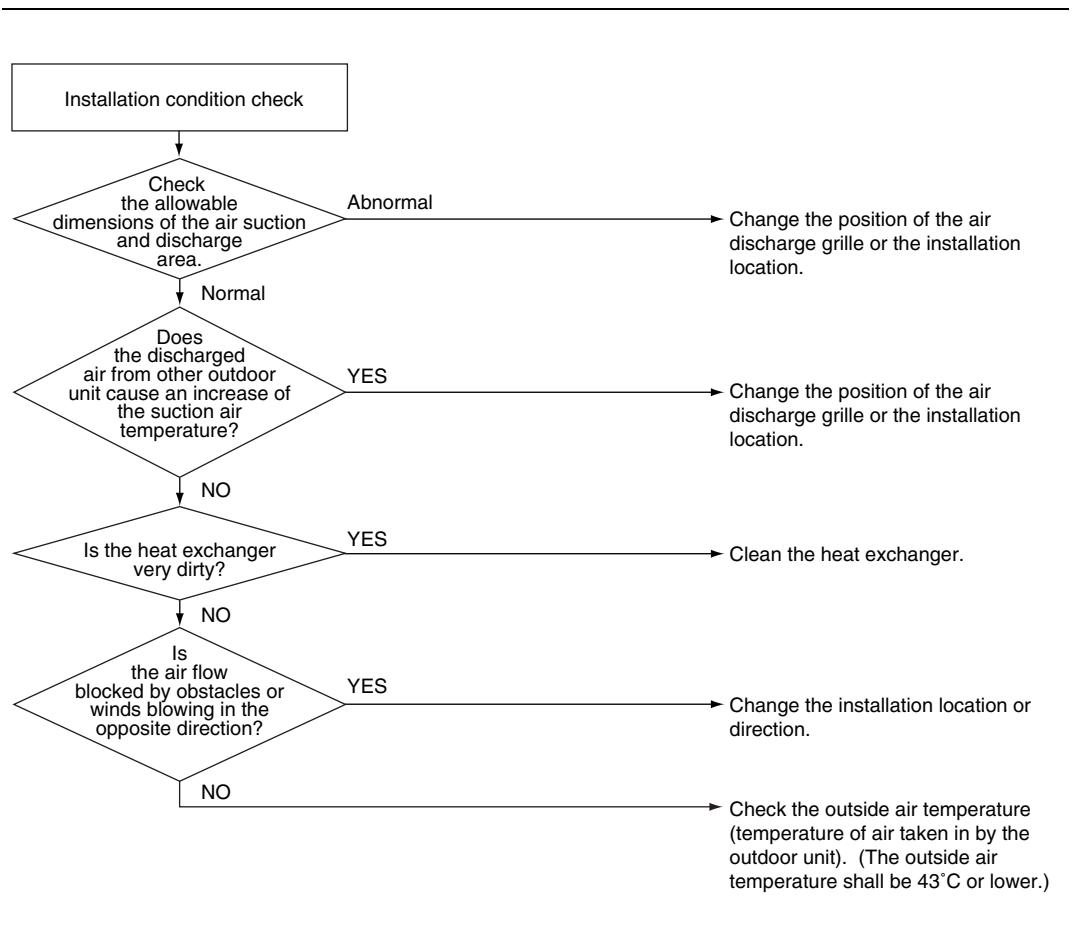 Installation condition check
Check
the allowable
dimensions of the air suction
and discharge
area.
Abnormal
Change the position of the air
discharge grille or the installation
location.
Normal
Does
the discharged
air from other outdoor
unit cause an increase of
the suction air
temperature?
YES
Change the position of the air
discharge grille or the installation
location.
NO
Is the heat exchanger
very dirty?
YES
Clean the heat exchanger.
NO
Is
the air flow
blocked by obstacles or
winds blowing in the
opposite direction?
YES
Change the installation location or
direction.
NO
Check the outside air temperature
(temperature of air taken in by the
outdoor unit).  (The outside air
temperature shall be 43˚C or lower.)